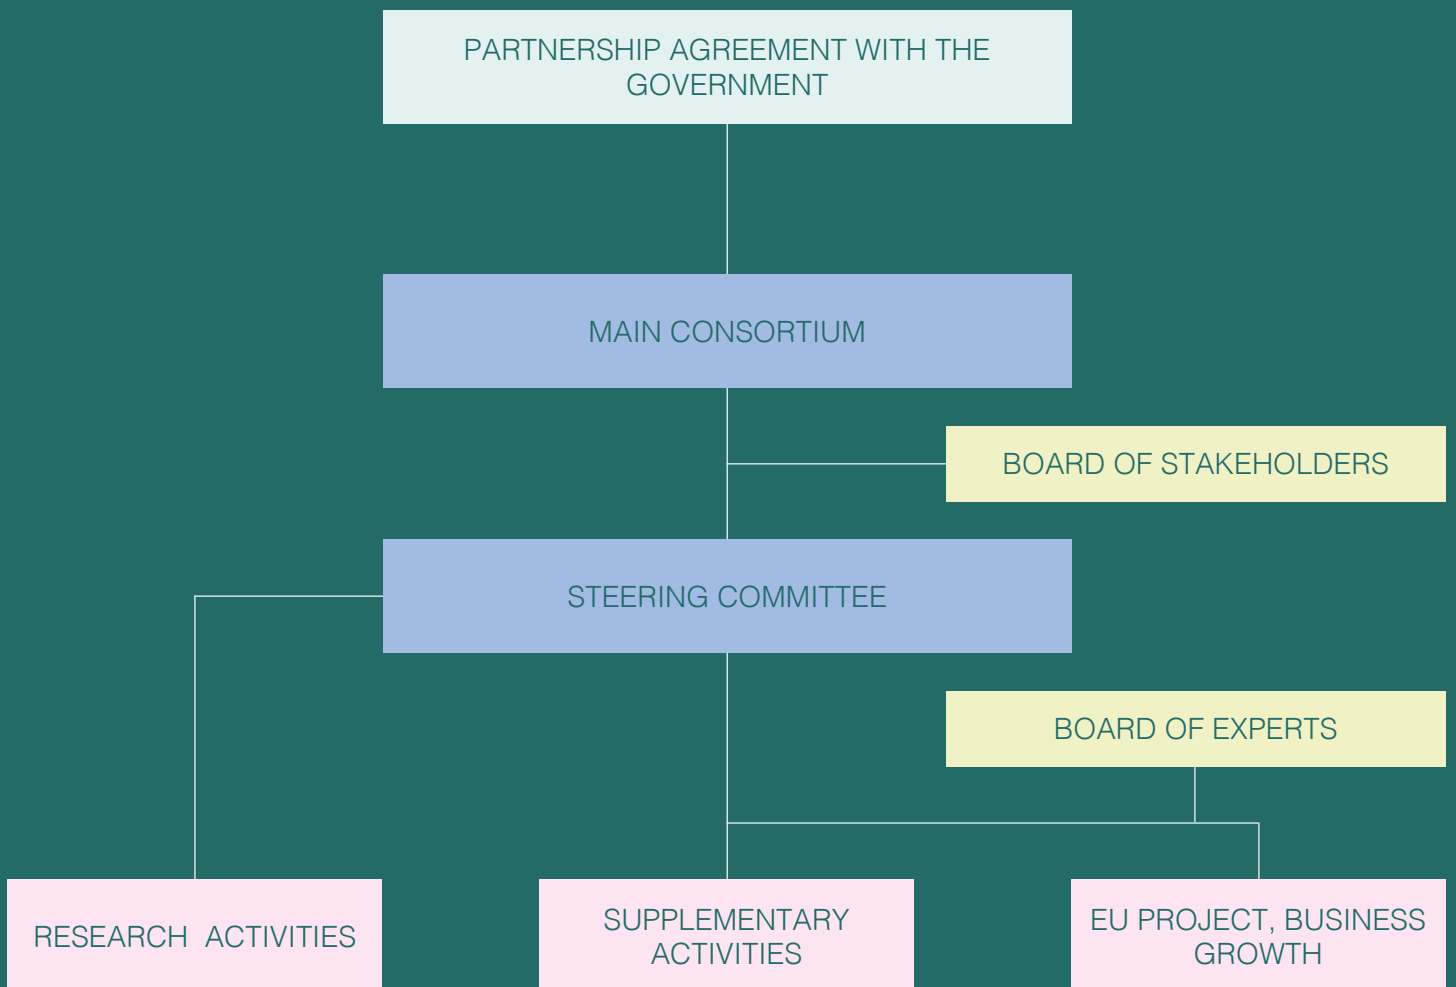 PARTNERSHIP AGREEMENT WITH THE
GOVERNMENT
MAIN CONSORTIUM
BOARD OF STAKEHOLDERS
STEERING COMMITTEE
BOARD OF EXPERTS
RESEARCH  ACTIVITIES
SUPPLEMENTARY
ACTIVITIES
EU PROJECT, BUSINESS
GROWTH